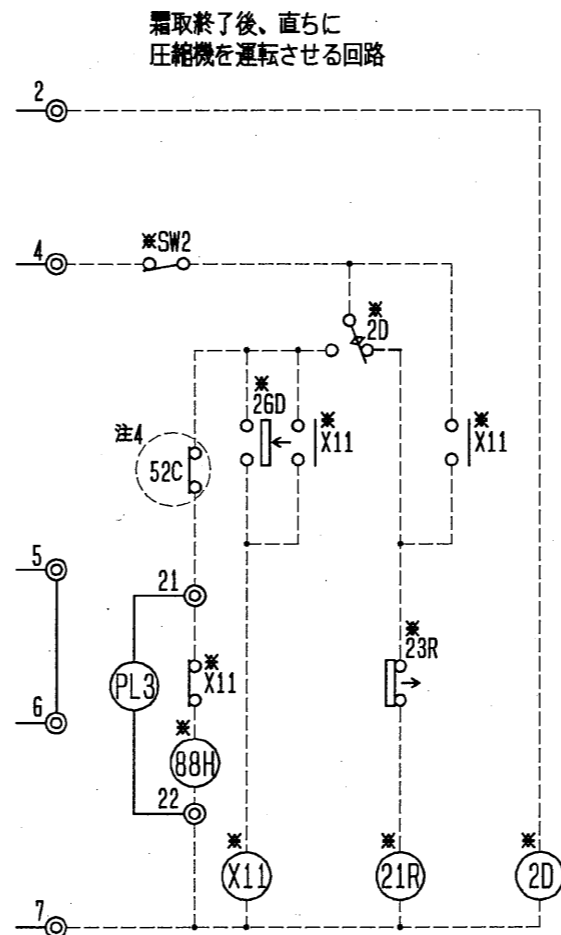 霜取終了後、直ちに
圧縮機を運転させる回路
2
4
※SW2
※
2D
※
26D
※
X11
※
X11
注4
52C
5
21
※
23R
※
X11
PL3
6
※
88H
22
※
X11
※
21R
※
2D
7